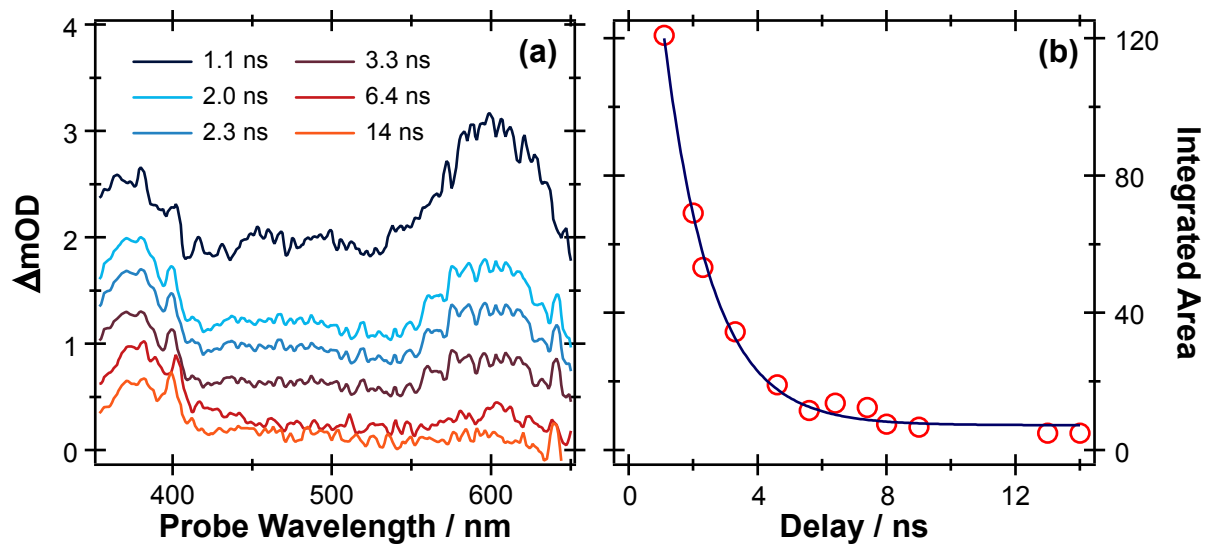 4
3
2
1
0
ΔmOD
(a)
1.1 ns
2.0 ns
2.3 ns
3.3 ns
6.4 ns
14 ns
400
500
600
Probe Wavelength / nm
(b)
120
80
40
0
Integrated Area
0
4
8
12
Delay / ns